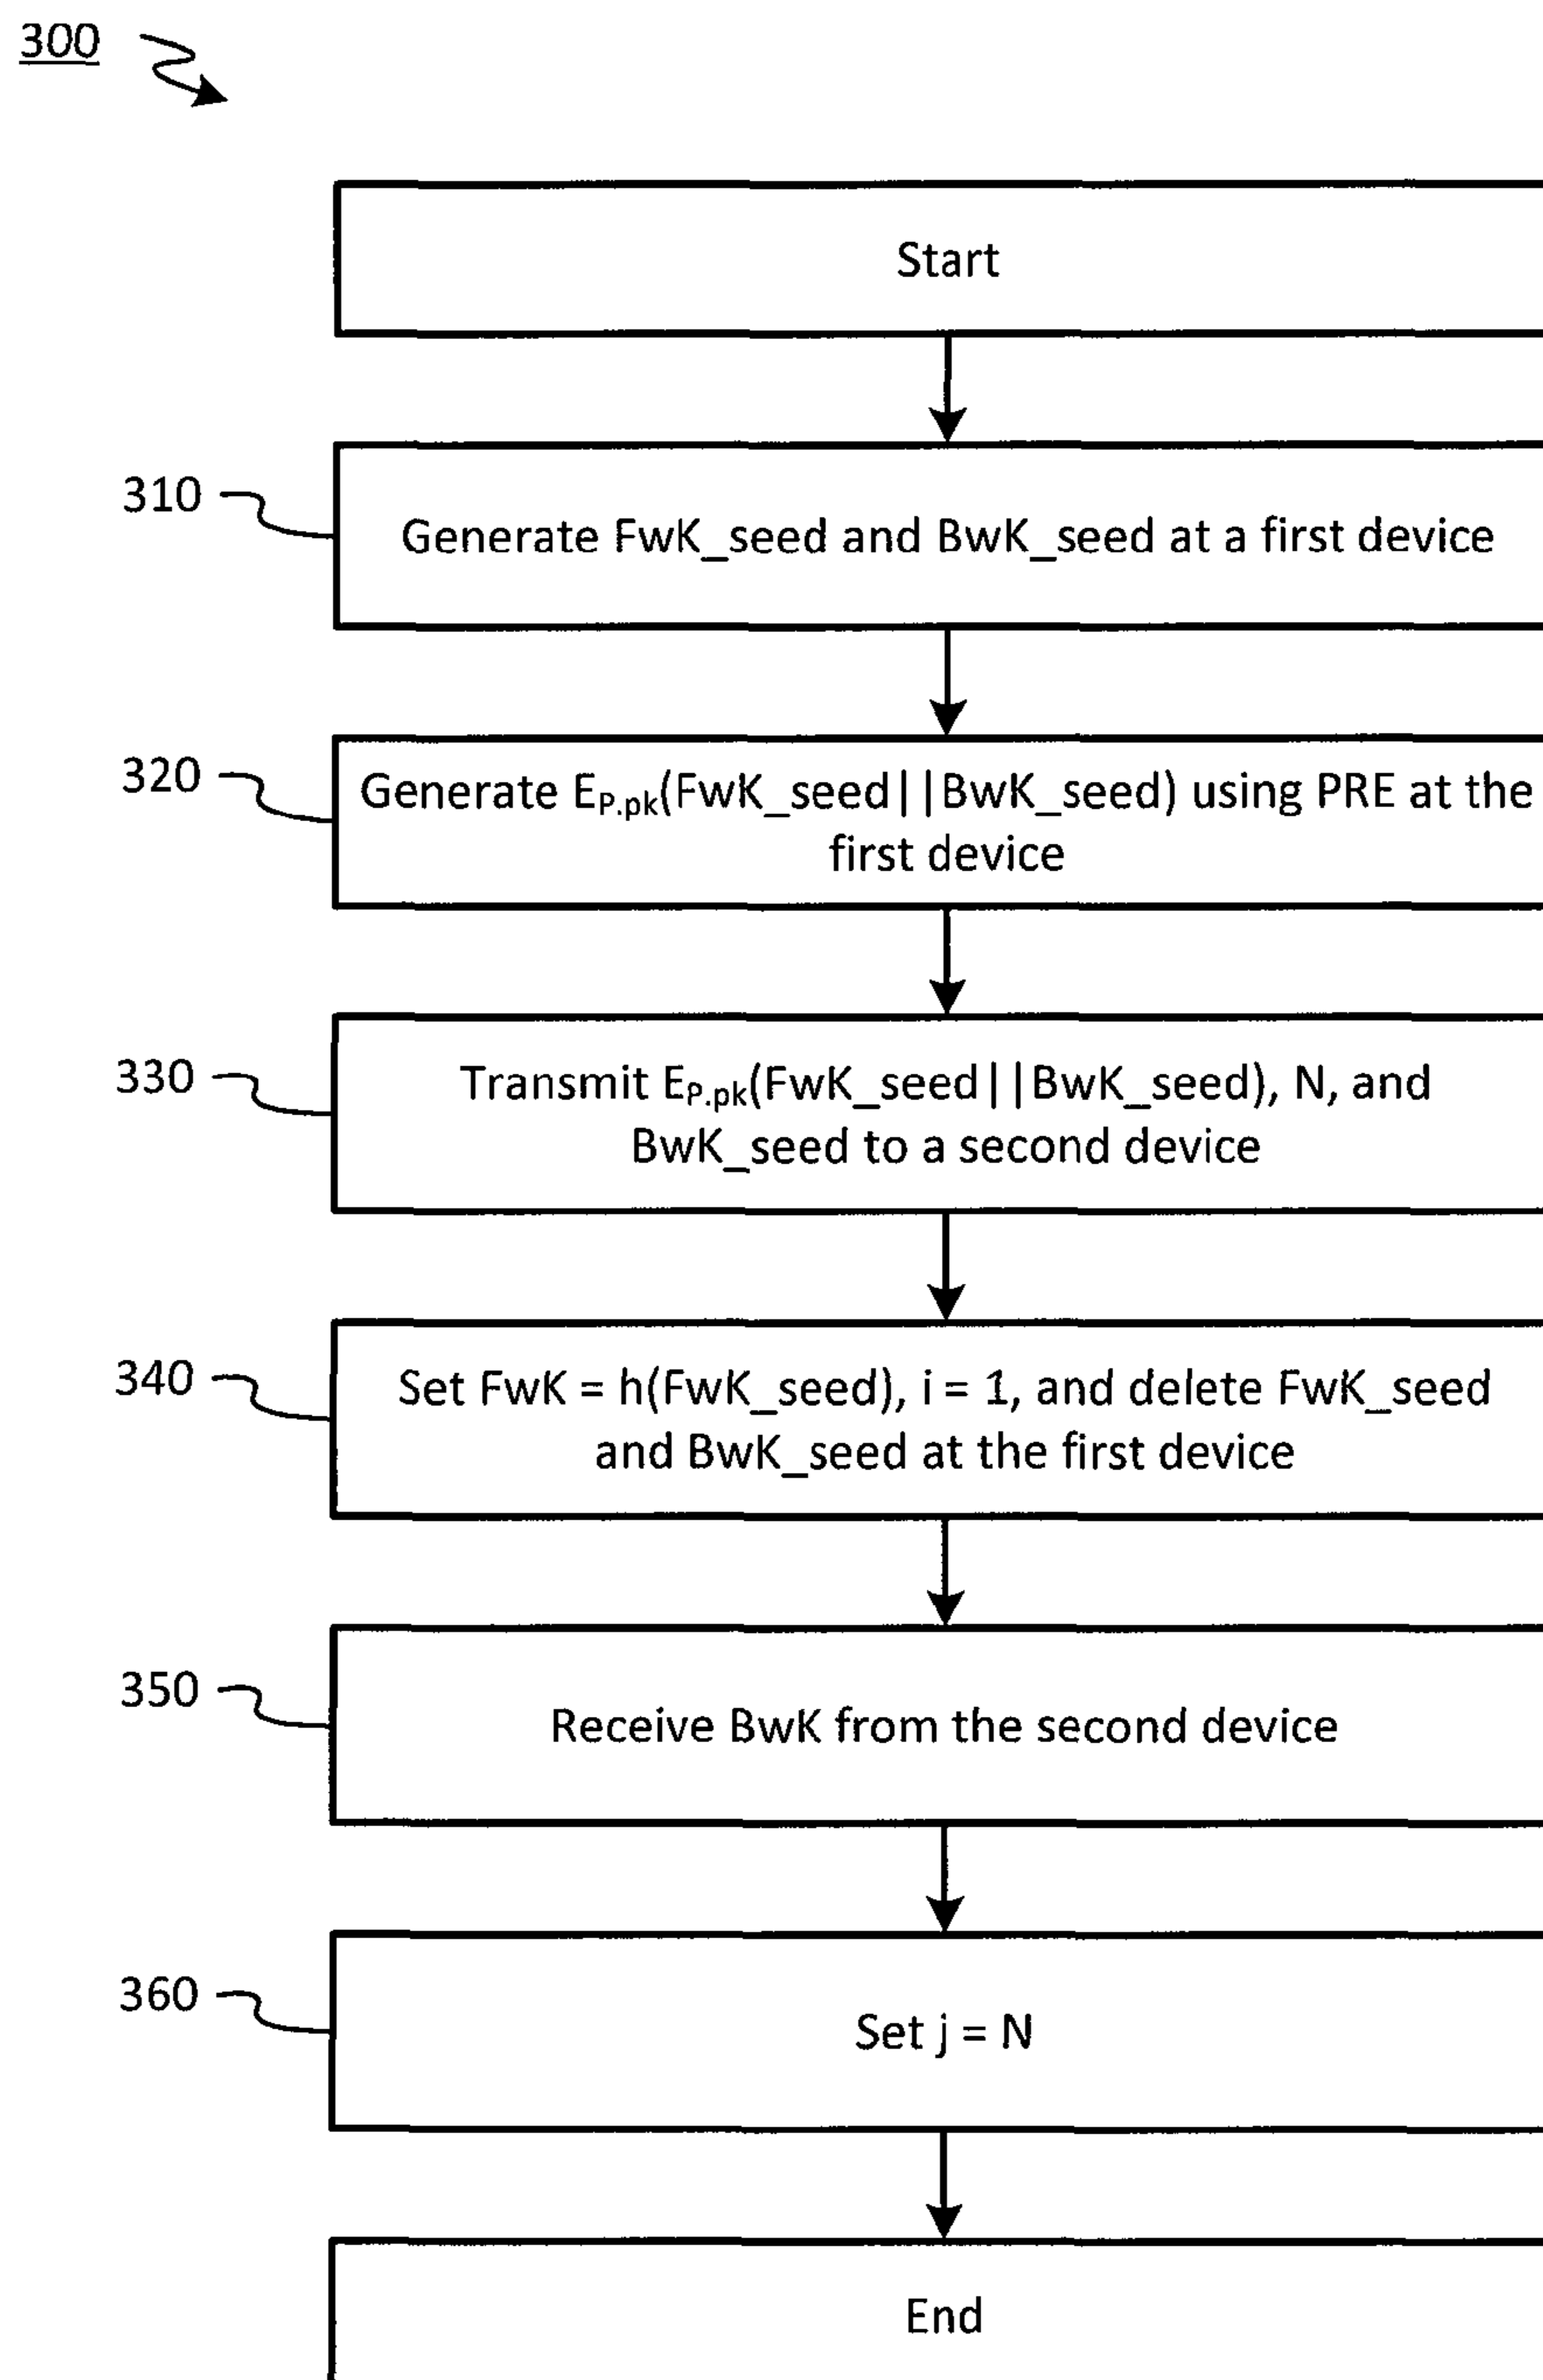 300
Start
310
Generate FwK_seed and BwK_seed at a first device
320
Generate EP.pk(FwK_seed||BwK_seed) using PRE at the
first device
330
Transmit EP.pk(FwK_seed||BwK_seed), N, and
BwK_seed to a second device
340
Set FwK = h(FwK_seed), i = 1, and delete FwK_seed
and BwK_seed at the first device
350
Receive BwK from the second device
360
Set j = N
End